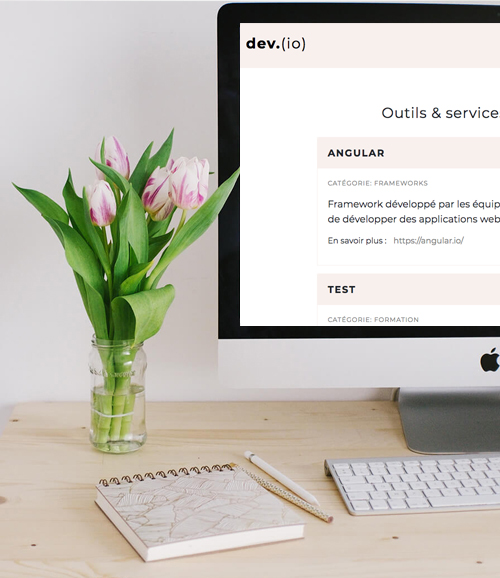 dev.(io)
Outils & service
ANGULAR
CATÉGORIE: FRAMEWORKS
Framework développé par les équip
de développer des applications web
En savoir plus : https://angular.io/
TEST
CATÉGORIE: FORMATION